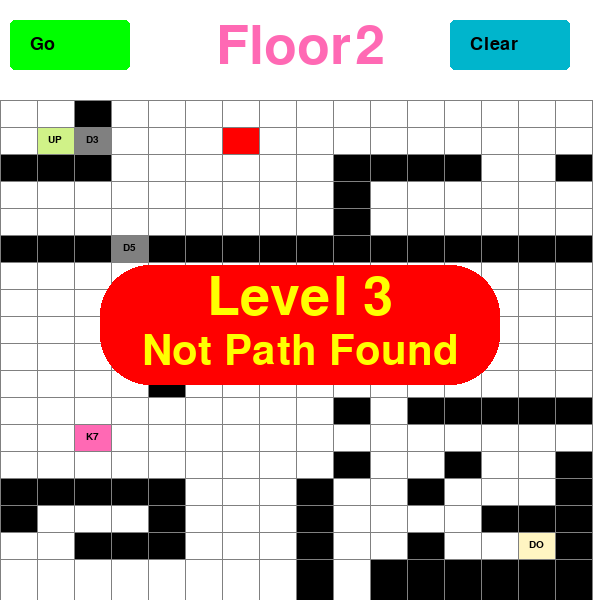 Go
Floor2
Clear
UP
D3
D5
Level 3
Not Path Found
K7
DO